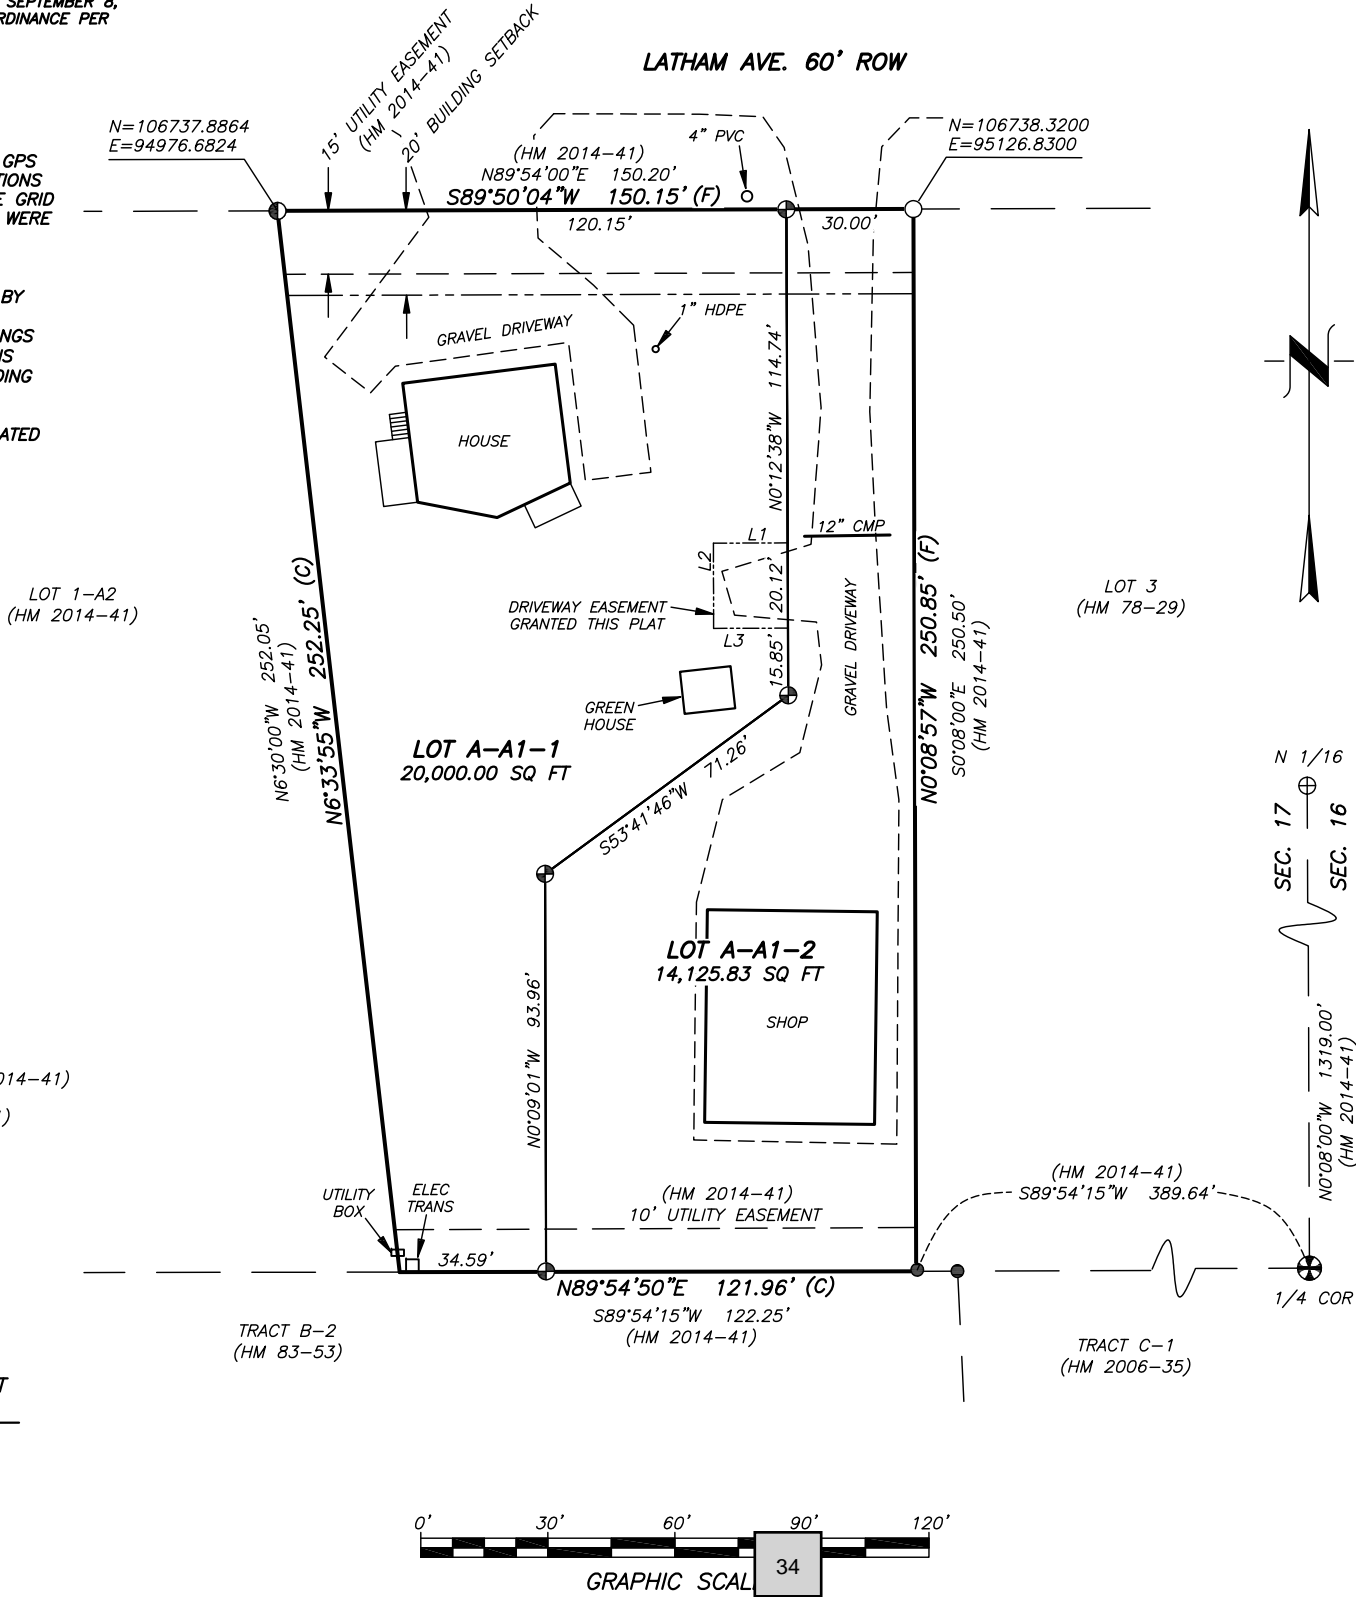 SEPTEMBER 8,
RDINANCE PER
LATHAM AVE. 60' ROW
15' UTILITY EASEMENT
(HM 2014-41)
20' BUILDING SETBACK
N=106737.8864
E=94976.6824
4" PVC
N=106738.3200
E=95126.8300
GPS
TIONS
E GRID
WERE
(HM 2014-41)
N89°54'00"E 150.20'
S89°50'04"W 150.15' (F)
120.15'
30.00'
BY
NGS
IS
DING
ATED
GRAVEL DRIVEWAY
1" HDPE
N0°12'38"W 114.74'
HOUSE
12" CMP
L1
L2
20.12'
DRIVEWAY EASEMENT
GRANTED THIS PLAT
L3
15.85'
GRAVEL DRIVEWAY
LOT 1-A2
(HM 2014-41)
N6°30'00"W 252.05'
(HM 2014-41)
N6°33'55"W 252.25' (C)
N0°08'57"W 250.85' (F)
S0°08'00"E 250.50'
(HM 2014-41)
LOT 3
(HM 78-29)
GREEN
HOUSE
LOT A-A1-1
20,000.00 SQ FT
S53°41'46"W 71.26'
N 1/16
SEC. 17
SEC. 16
LOT A-A1-2
14,125.83 SQ FT
SHOP
N0°09'01"W 93.96'
N0°08'00"W 1319.00'
(HM 2014-41)
014-41)
)
UTILITY
BOX
ELEC
TRANS
(HM 2014-41)
10' UTILITY EASEMENT
(HM 2014-41)
S89°54'15"W 389.64'
34.59'
N89°54'50"E 121.96' (C)
S89°54'15"W 122.25'
(HM 2014-41)
1/4 COR
TRACT B-2
(HM 83-53)
TRACT C-1
(HM 2006-35)
T
0' 30' 60' 90' 120'
GRAPHIC SCAL
34